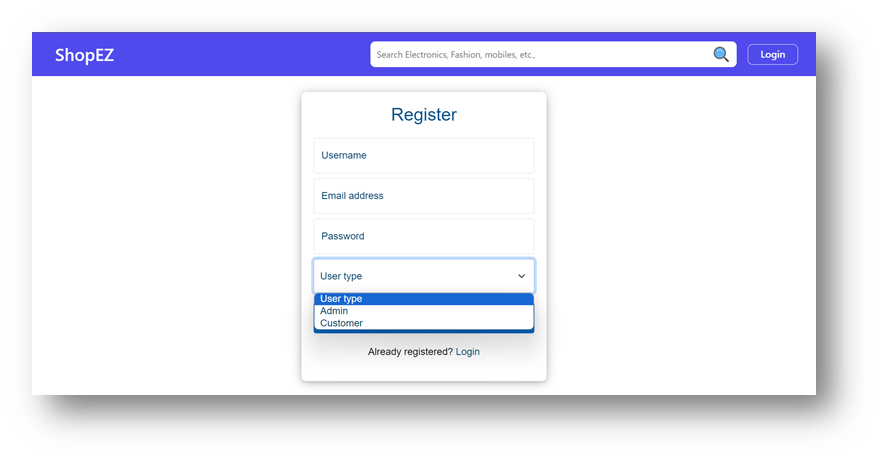 ShopEZ
Search Electronics, Fashion, mobiles, etc.,
Login
Register
Username
Email address
Password
User type
User type
Admin
Customer
Already registered? Login